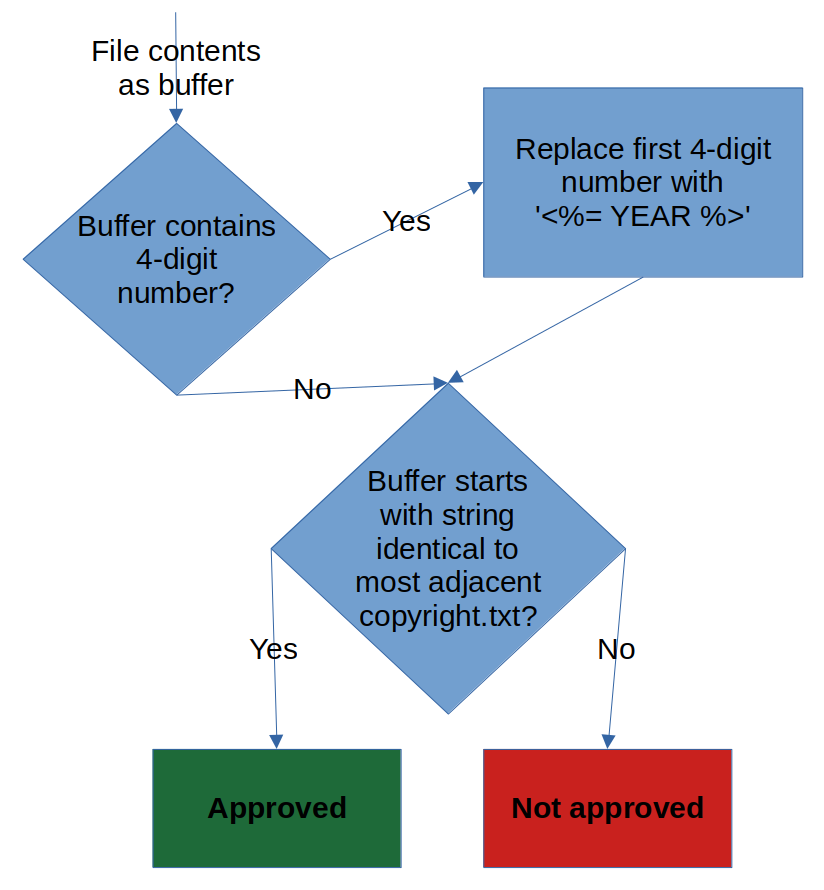 File contents
as buffer
Buffer contains
4-digit
number?
Yes
Replace first 4-digit
number with
'<%= YEAR %>'
No
Buffer starts
with string
identical to
most adjacent
copyright.txt?
Yes
No
Approved
Not approved